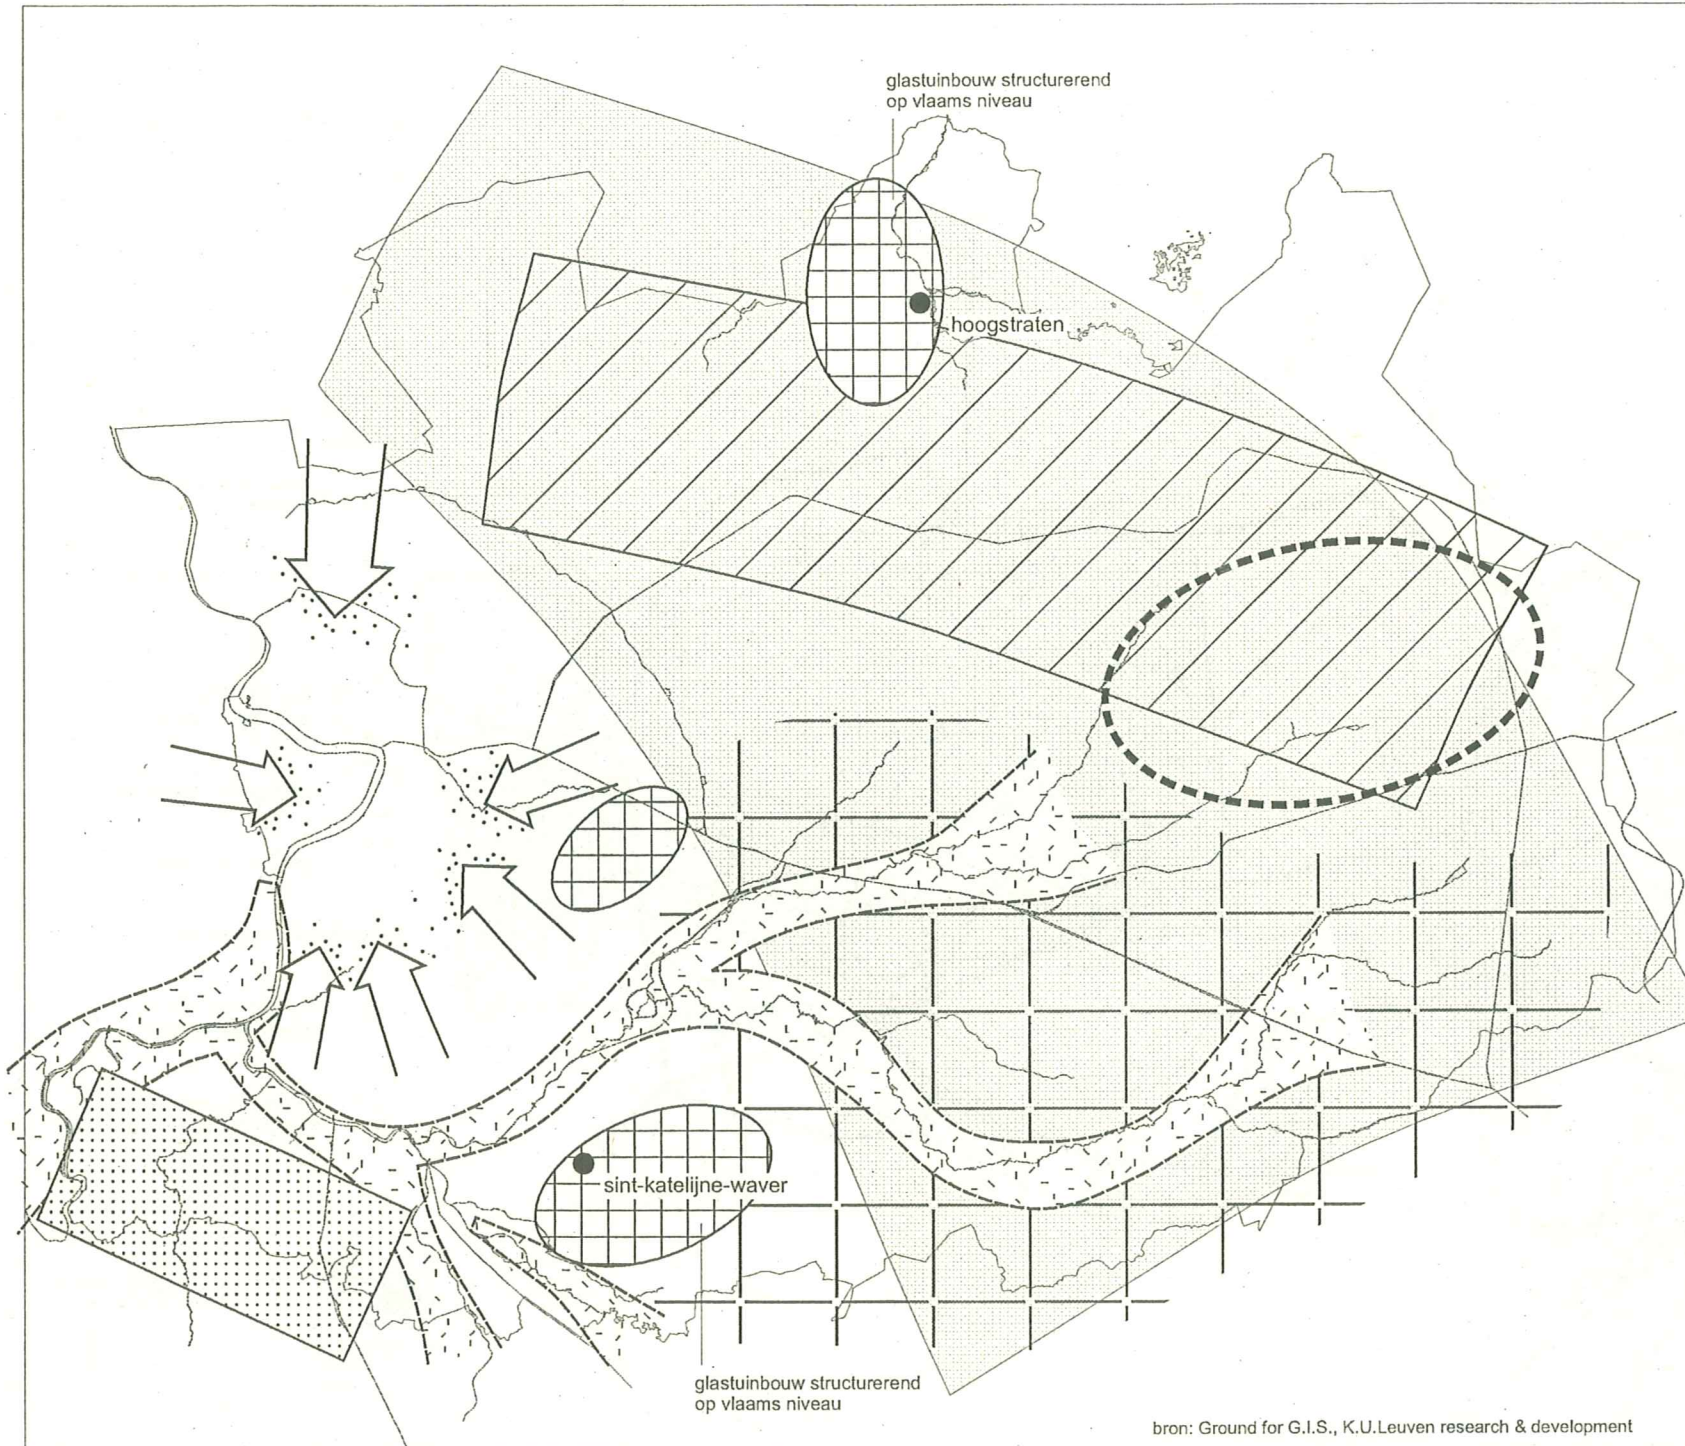 glastuinbouw structurerend
op vlaams niveau
hoogstraten
sint-katelijne-waver
glastuinbouw structurerend
op vlaams niveau
bron: Ground for G.I.S., K.U.Leuven research & development